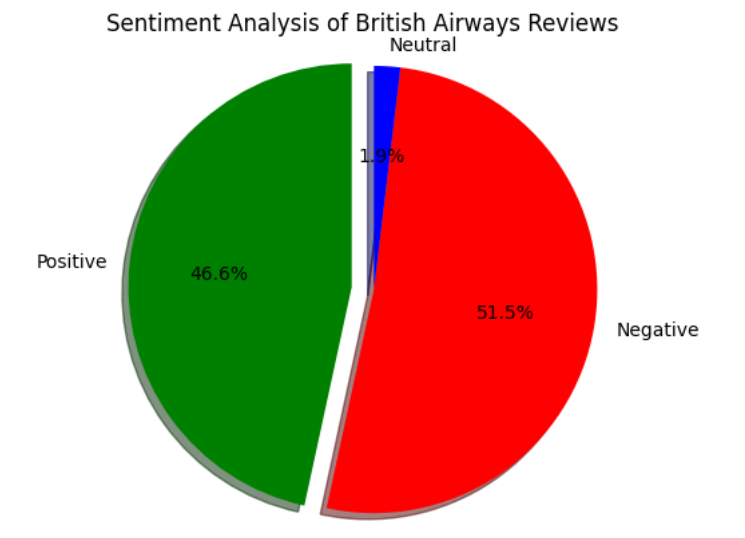 Sentiment Analysis of British Airways Reviews
Neutral
1.9%
Positive
46.6%
51.5%
Negative